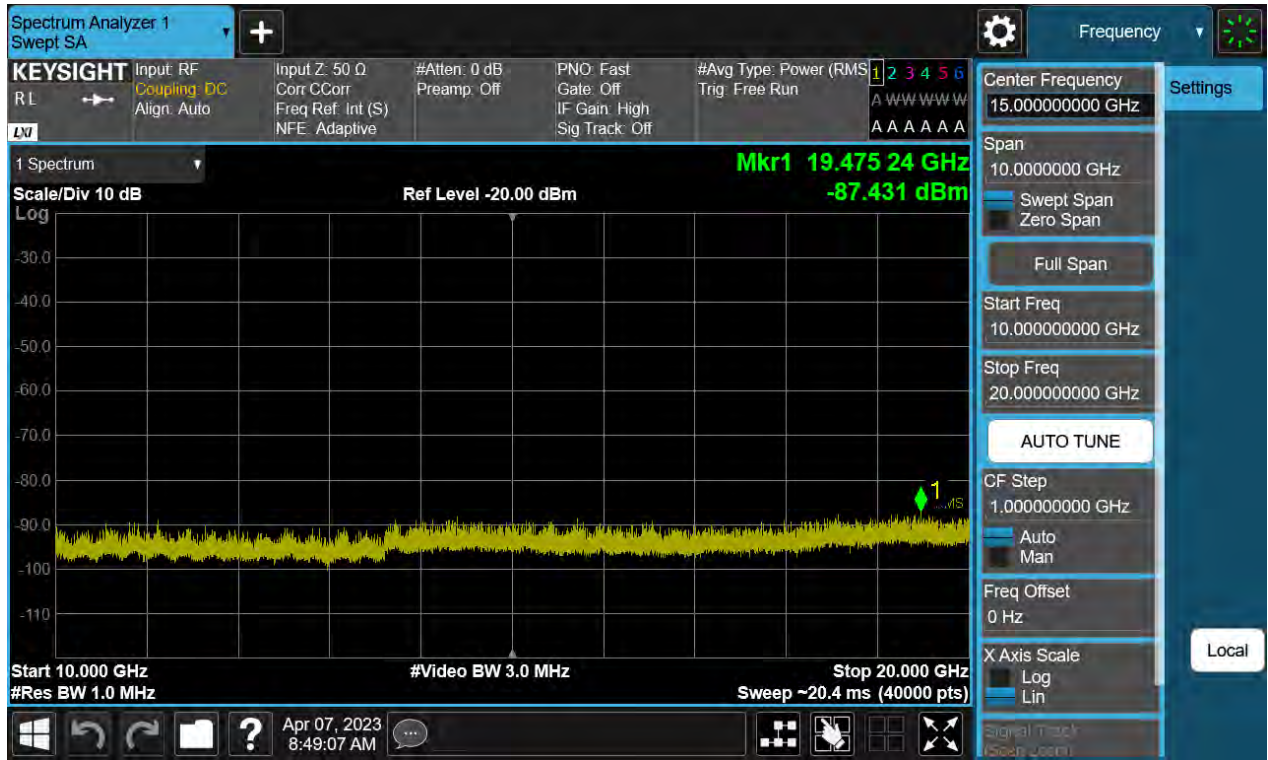 Spectrum Analyzer 1
Swept SA
+
Frequency
KEYSIGHT
RL
LXI
Input: RF
Coupling: DC
Align: Auto
Input Z: 50 Ω
Corr CCorr
Freq Ref: Int (S)
NFE: Adaptive
#Atten: 0 dB
Preamp: Off
PNO: Fast
Gate: Off
IF Gain: High
Sig Track: Off
#Avg Type: Power (RMS
Trig: Free Run
1 2 3 4 5 6
A W W W W W
A A A A A A
Center Frequency
15.000000000 GHz
Settings
1 Spectrum
Mkr1 19.475 24 GHz
Scale/Div 10 dB
Ref Level -20.00 dBm
-87.431 dBm
Log
-30.0
-40.0
-50.0
-60.0
-70.0
-80.0
-90.0
-100
-110
1
Span
10.0000000 GHz
Swept Span
Zero Span
Full Span
Start Freq
10.000000000 GHz
Stop Freq
20.000000000 GHz
AUTO TUNE
CF Step
1.000000000 GHz
Auto
Man
Freq Offset
0 Hz
X Axis Scale
Log
Lin
Signal Track
(Span Zoom)
Local
Start 10.000 GHz
#Video BW 3.0 MHz
Stop 20.000 GHz
#Res BW 1.0 MHz
Sweep ~20.4 ms (40000 pts)
?
Apr 07, 2023
8:49:07 AM